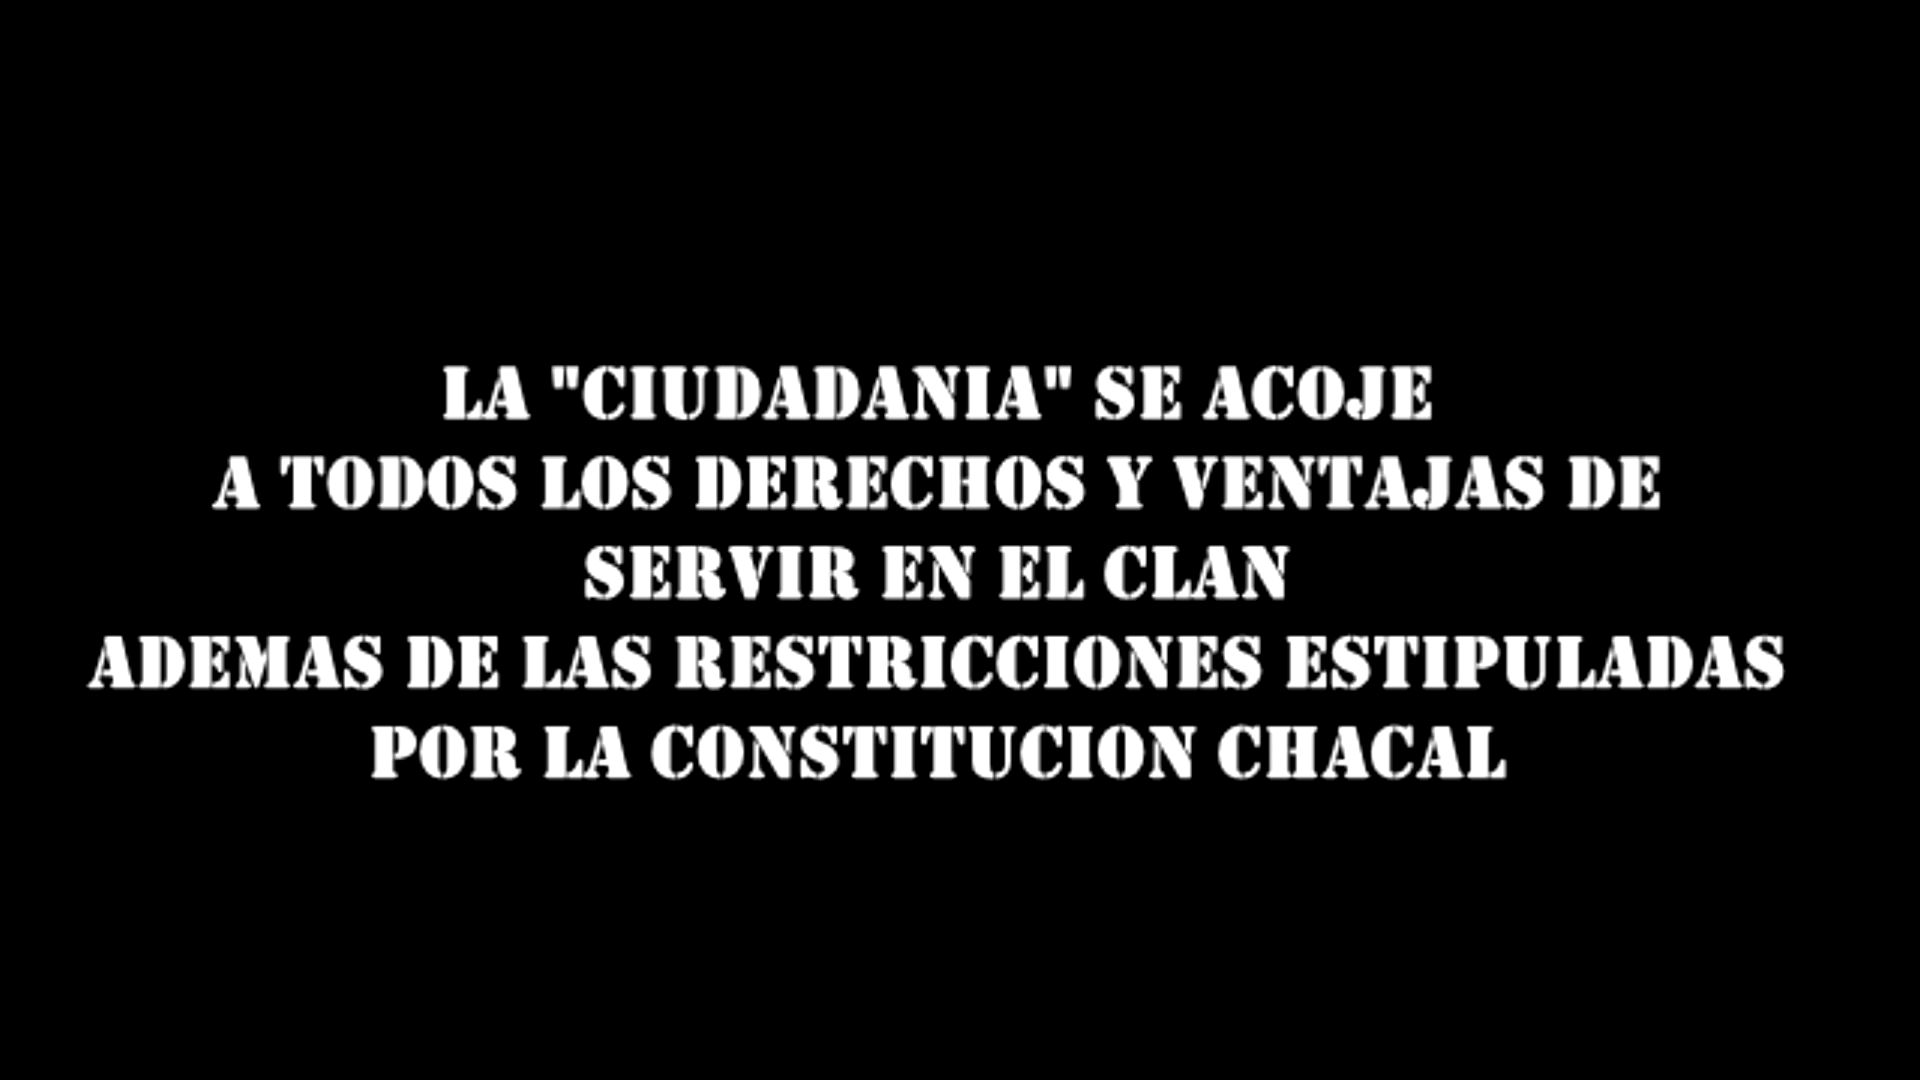 LA "CIUDADANIA" SE ACOJE
A TODOS LOS DERECHOS Y VENTAJAS DE
SERVIR EN EL CLAN
ADEMAS DE LAS RESTRICCIONES ESTIPULADAS
POR LA CONSTITUCION CHACAL